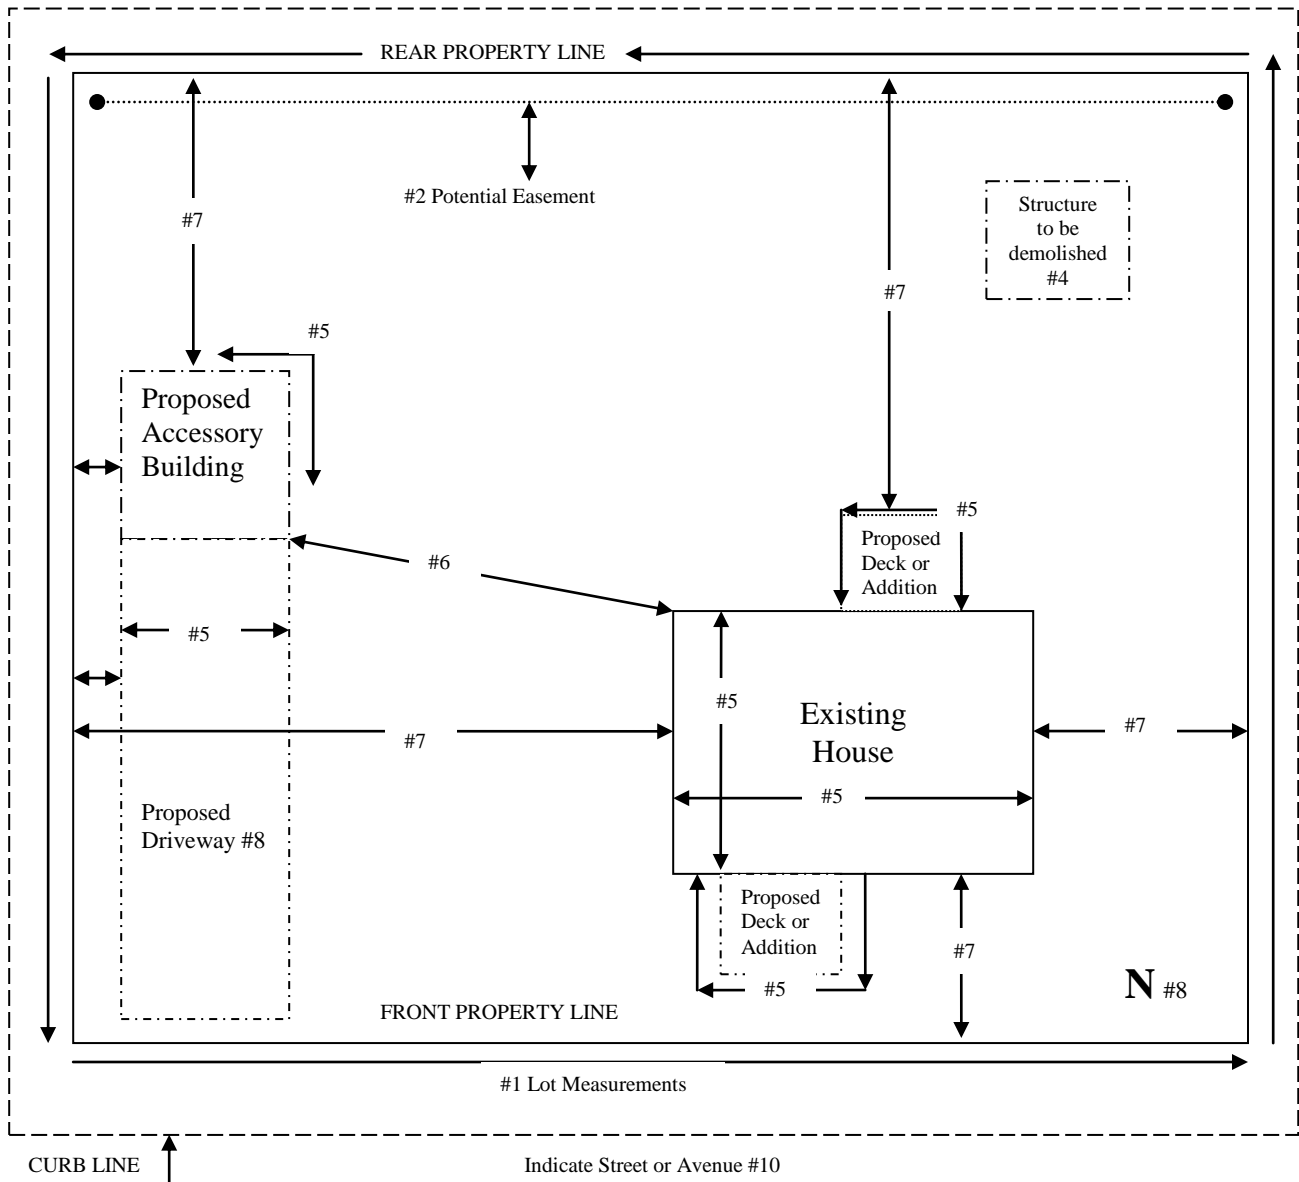 REAR PROPERTY LINE
#2 Potential Easement
#7
Structure
to be
demolished
#4
#7
#5
Proposed
Accessory
Building
#5
Proposed
Deck or
Addition
#6
#5
#5
Existing
House
#7
#7
#5
Proposed
Driveway #8
Proposed
Deck or
Addition
#7
#5
N #8
FRONT PROPERTY LINE
#1 Lot Measurements
CURB LINE
Indicate Street or Avenue #10